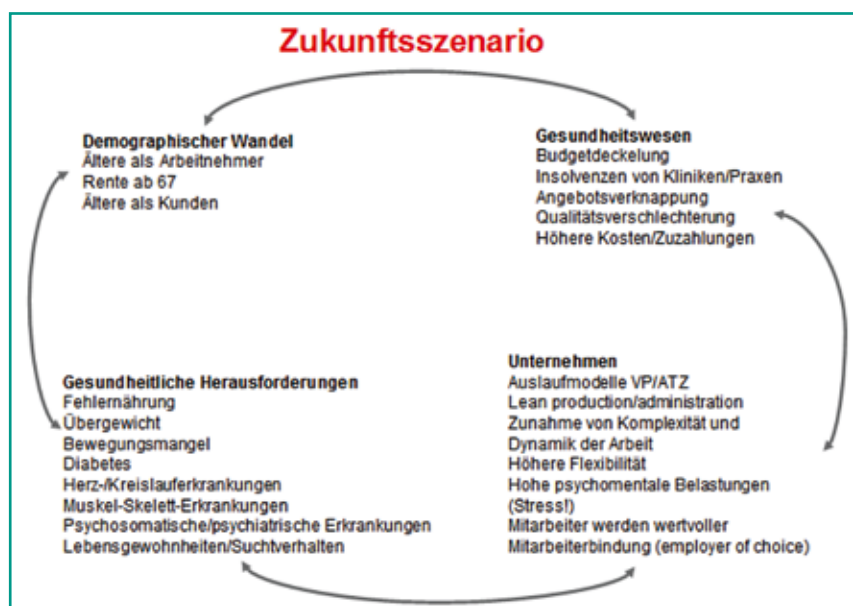 Zukunftsszenario
Demographischer Wandel
Ältere als Arbeitnehmer
Rente ab 67
Ältere als Kunden
Gesundheitswesen
Budgetdeckelung
Insolvenzen von Kliniken/Praxen
Angebotsverknappung
Qualitätsverschlechterung
Höhere Kosten/Zuzahlungen
Gesundheitliche Herausforderungen
Fehlernährung
Übergewicht
Bewegungsmangel
Diabetes
Herz-/Kreislauferkrankungen
Muskel-Skelett-Erkrankungen
Psychosomatische/psychiatrische Erkrankungen
Lebensgewohnheiten/Suchtverhalten
Unternehmen
Auslaufmodelle VP/ATZ
Lean production/administration
Zunahme von Komplexität und
Dynamik der Arbeit
Höhere Flexibilität
Hohe psychomentale Belastungen
(Stress!)
Mitarbeiter werden wertvoller
Mitarbeiterbindung (employer of choice)